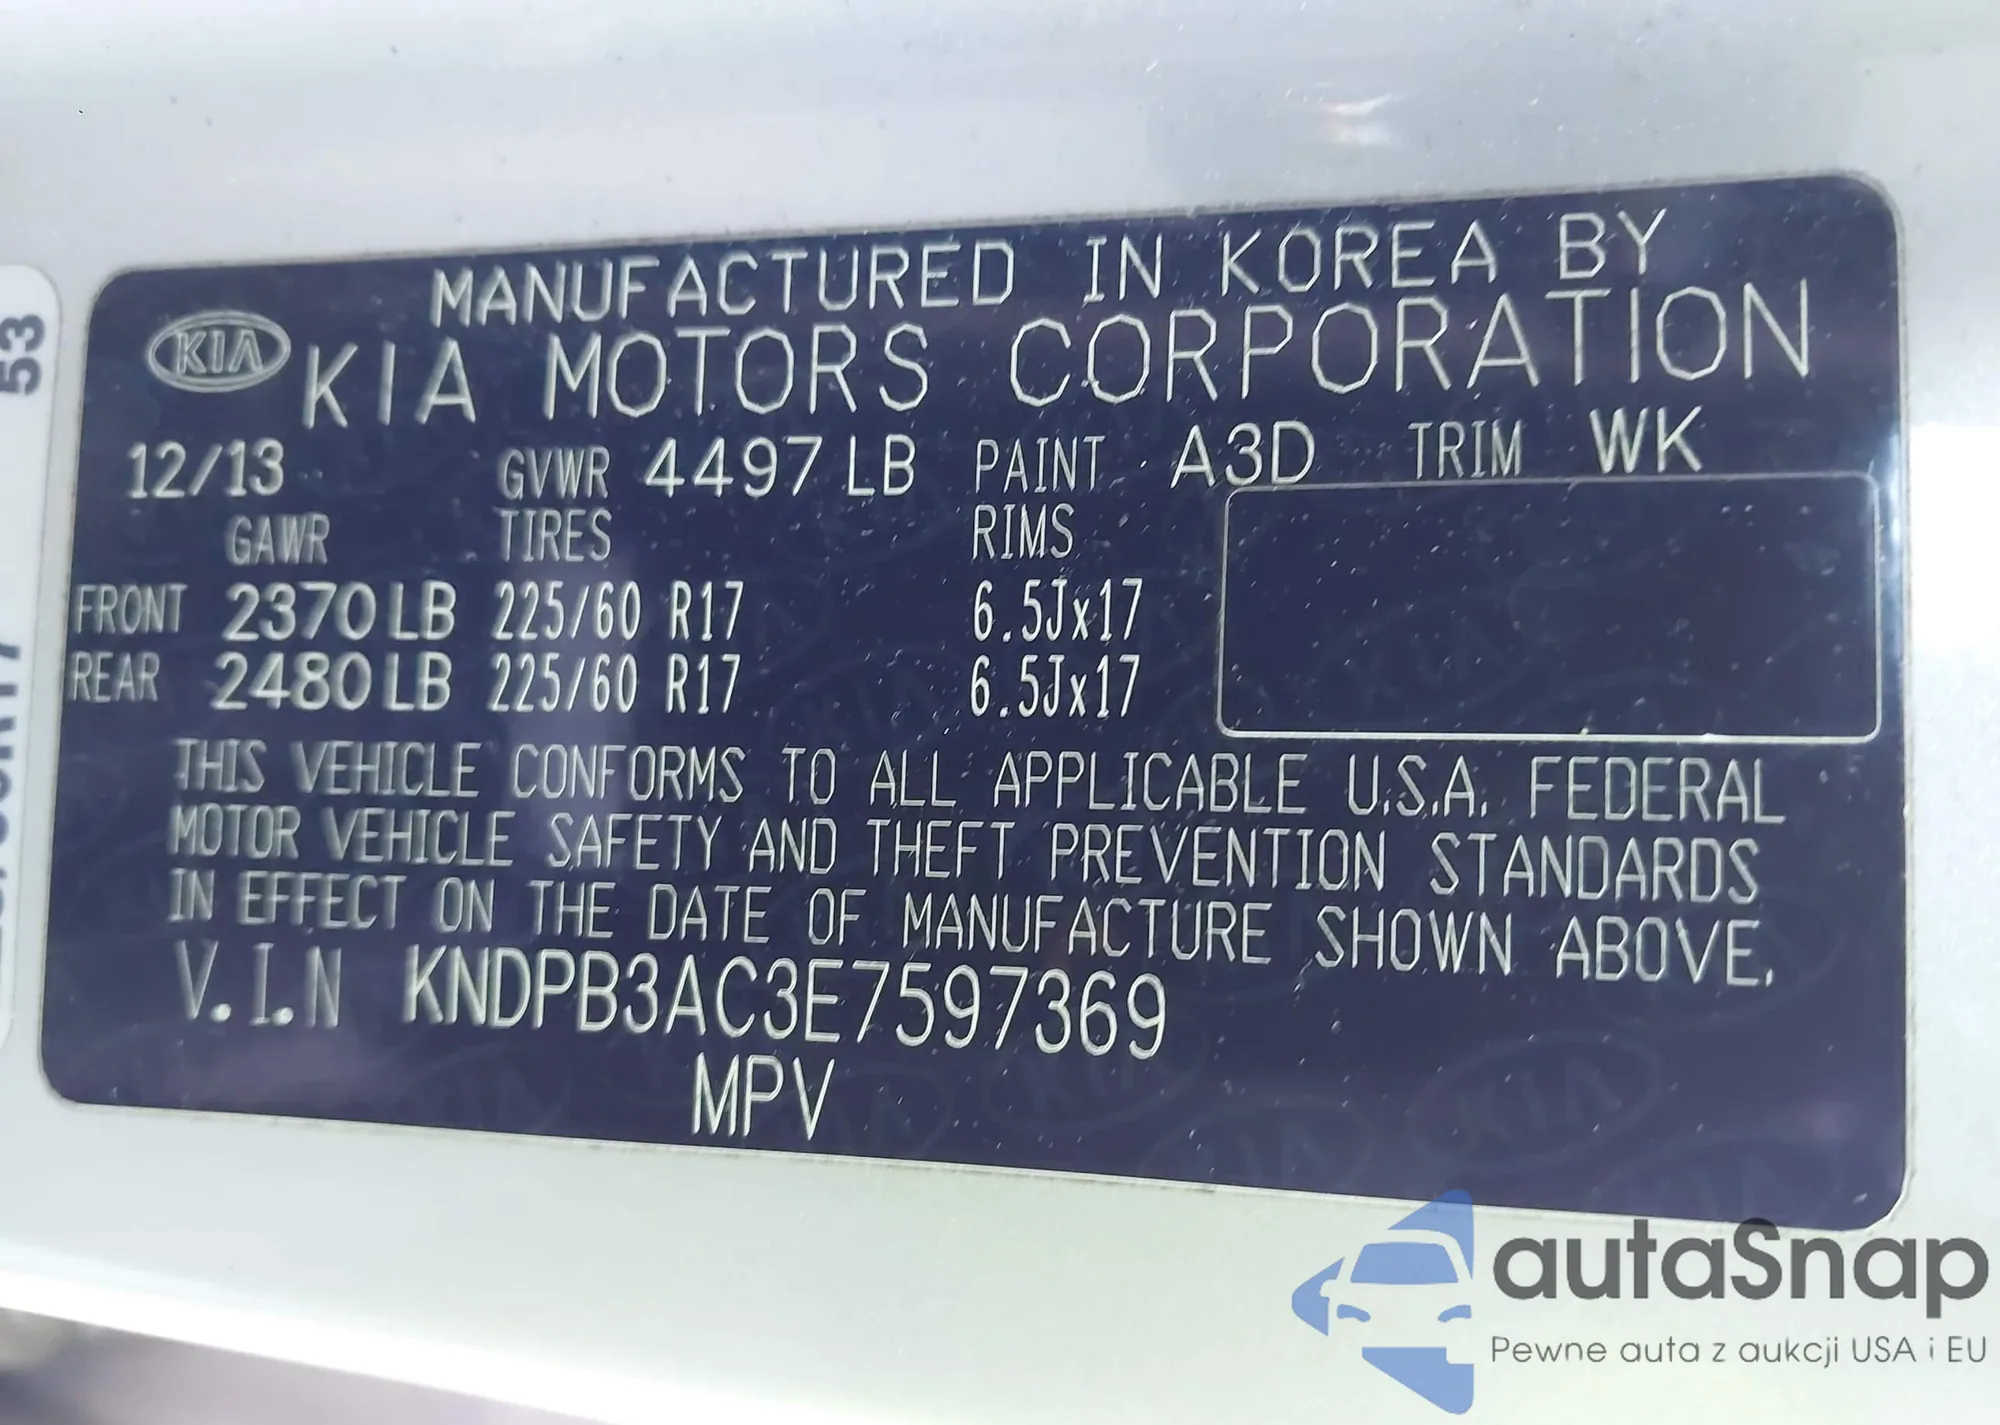 MANUFACTURED IN KOREA BY
KIA KIA MOTORS CORPORATION
12/13 GVWR 4497 LB PAINT A3D TRIM WK
GAWR TIRES RIMS
FRONT 2370 LB 225/60 R17 6.5Jx17
REAR 2480 LB 225/60 R17 6.5Jx17
THIS VEHICLE CONFORMS TO ALL APPLICABLE U.S.A. FEDERAL
MOTOR VEHICLE SAFETY AND THEFT PREVENTION STANDARDS
IN EFFECT ON THE DATE OF MANUFACTURE SHOWN ABOVE.
V.I.N KNDPB3AC3E7597369
MPV
53
autaSnap
Pewne auta z aukcji USA i EU